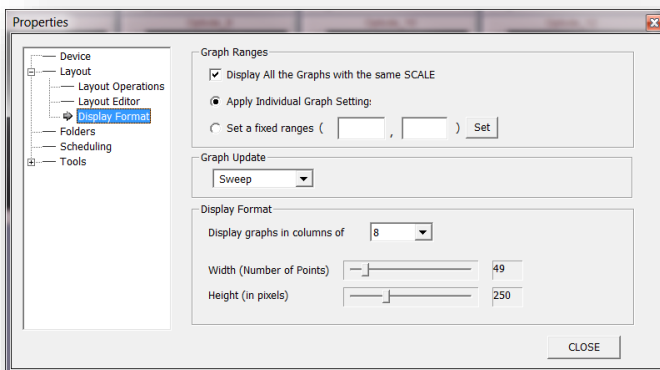 Properties
Device
Layout
Layout Operations
Layout Editor
Display Format
Folders
Scheduling
Tools
Graph Ranges
Display All the Graphs with the same SCALE
Apply Individual Graph Setting:
Set a fixed ranges ( , ) Set
Graph Update
Sweep
Display Format
Display graphs in columns of 8
Width (Number of Points) 49
Height (in pixels) 250
CLOSE